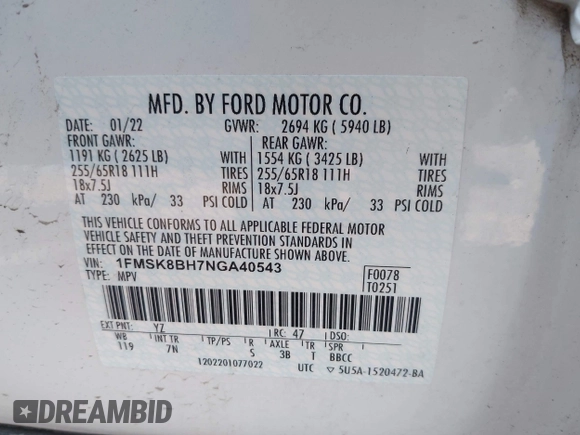 MFD. BY FORD MOTOR CO.
DATE: 01/22 GVWR: 2694 KG ( 5940 LB)
FRONT GAWR: REAR GAWR:
1191 KG ( 2625 LB) WITH 1554 KG ( 3425 LB) WITH
255/65R18 111H TIRES 255/65R18 111H TIRES
18x7.5J RIMS 18x7.5J RIMS
AT 230 kPa/ 33 PSI COLD AT 230 kPa/ 33 PSI COLD
THIS VEHICLE CONFORMS TO ALL APPLICABLE FEDERAL MOTOR
VEHICLE SAFETY AND THEFT PREVENTION STANDARDS IN
EFFECT ON THE DATE OF MANUFACTURE SHOWN ABOVE.
VIN: 1FMSK8BH7NGA40543 F0078
TYPE: MPV T0251
EXT PNT: YZ RC: 47 DSO:
WB INT TR TP/PS R AXLE TR SPR
119 7N S 3B T BBCC
1202201077022 UTC ▽ 5U5A-1520472-BA
DREAMBID